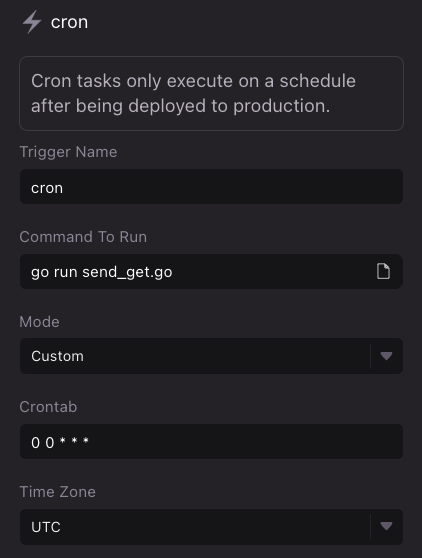 cron
Cron tasks only execute on a schedule
after being deployed to production.
Trigger Name
cron
Command To Run
go run send_get.go
Mode
Custom
Crontab
0 0 * * *
Time Zone
UTC